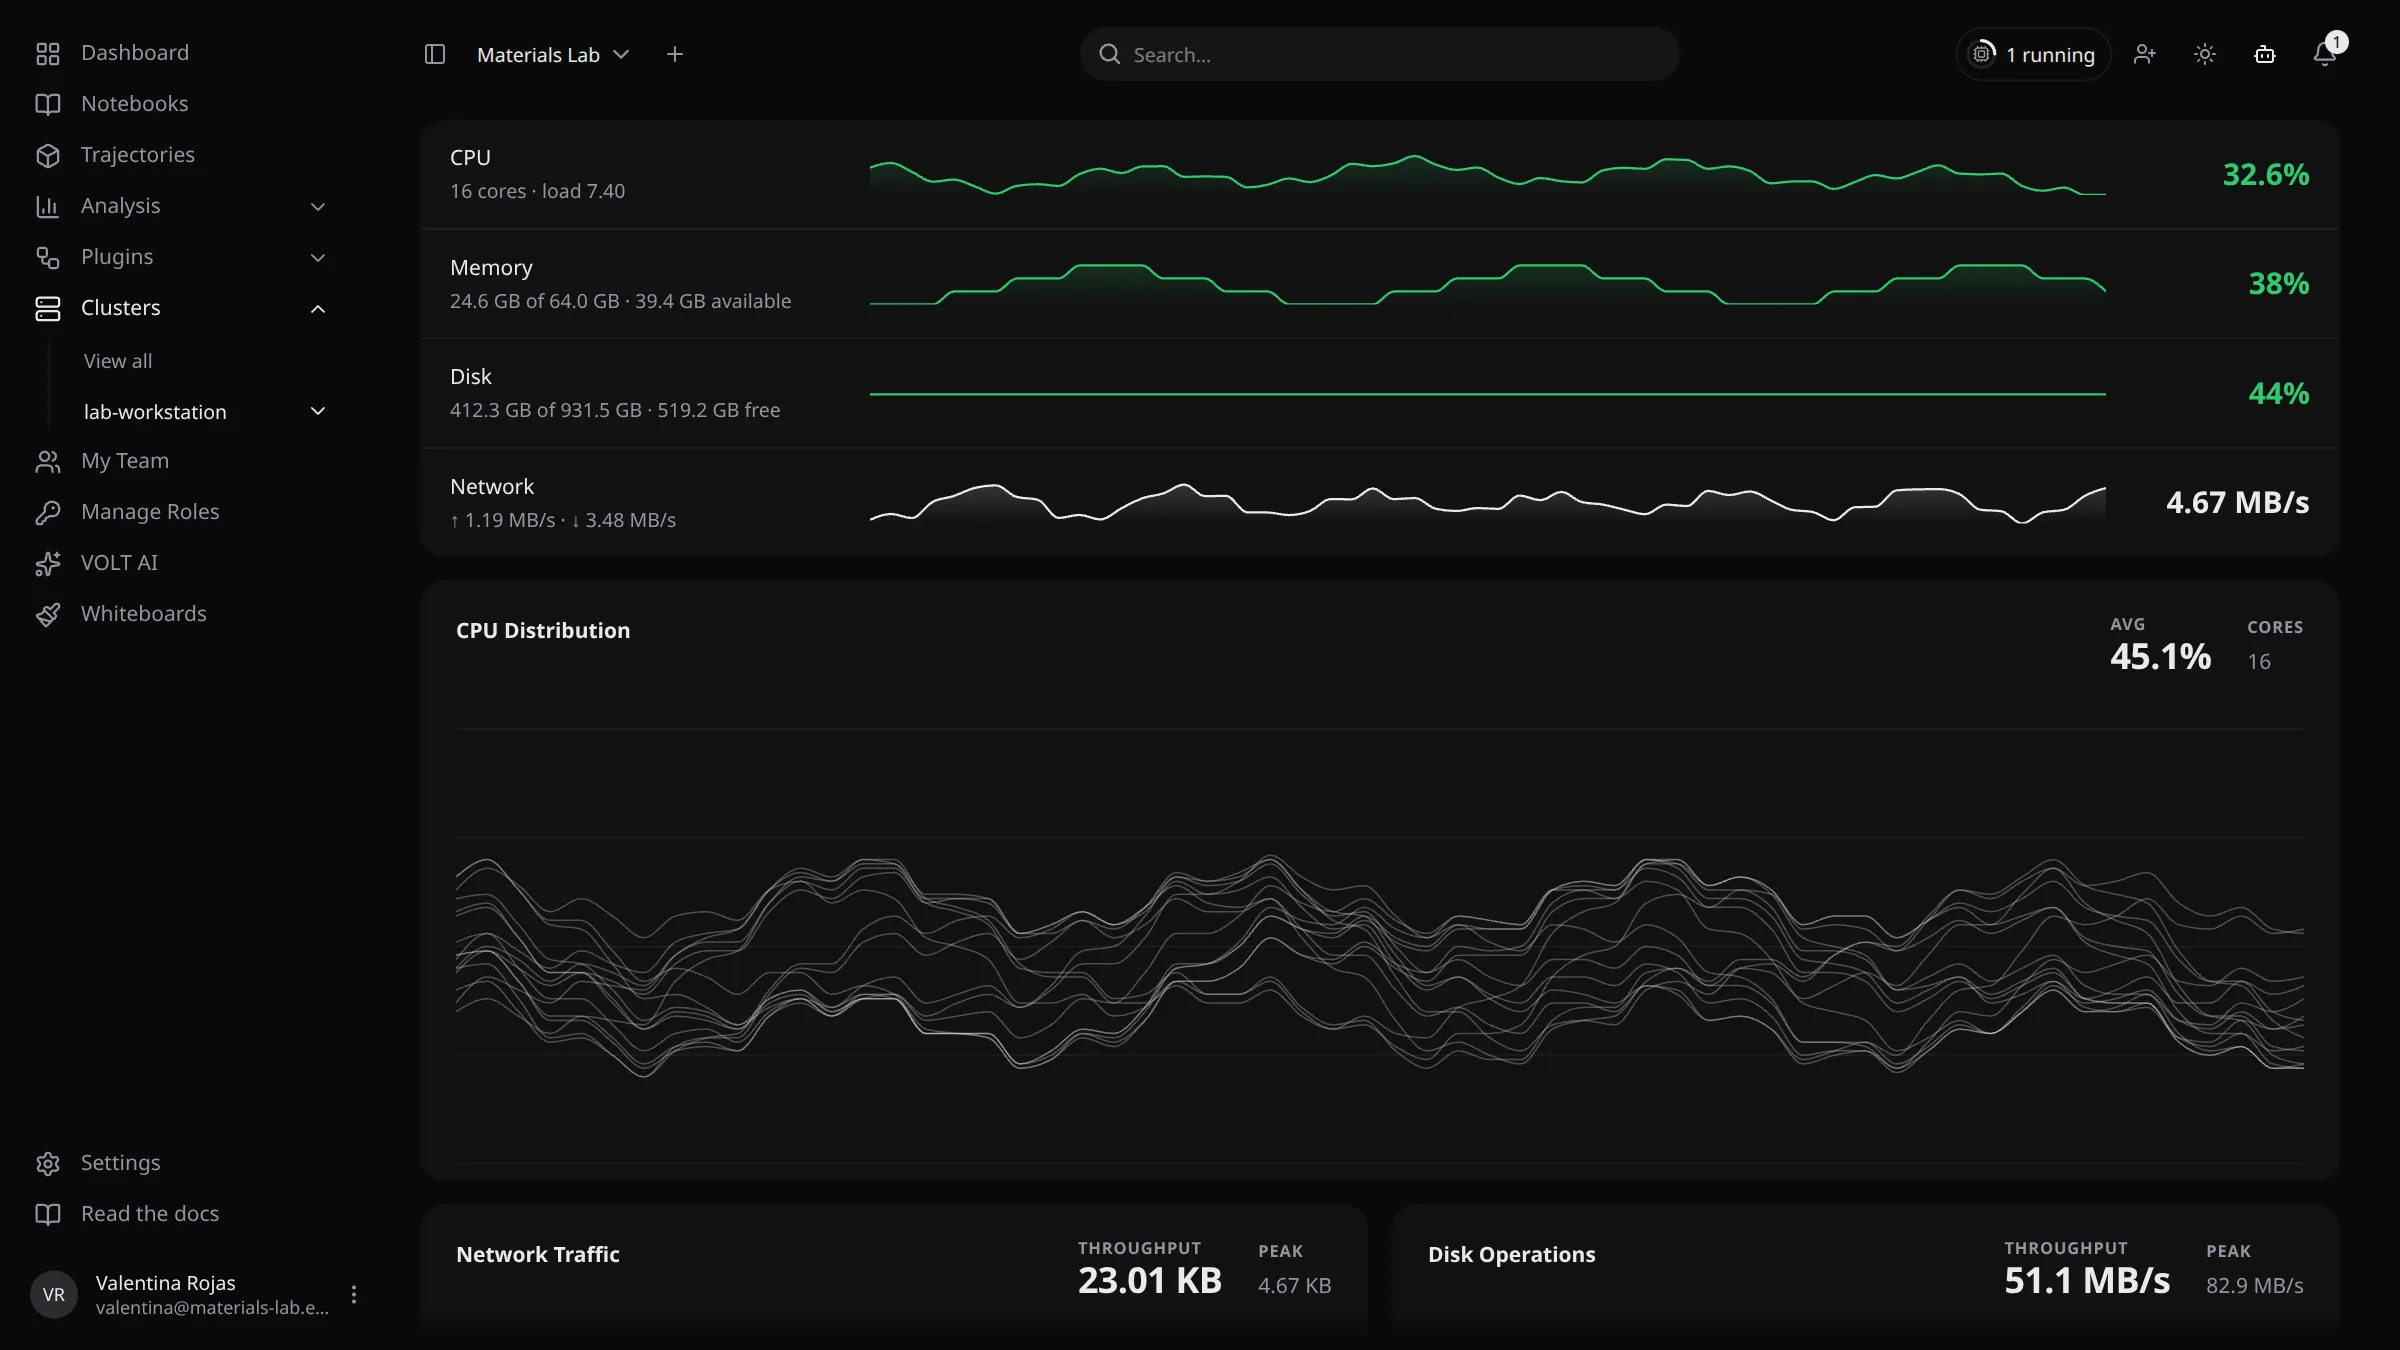 Dashboard
Notebooks
Trajectories
Analysis
Plugins
Clusters
View all
lab-workstation
My Team
Manage Roles
VOLT AI
Whiteboards
Settings
Read the docs
VR
Valentina Rojas
valentina@materials-lab.e...
Materials Lab
Search...
1 running
1
CPU
16 cores · load 7.40
32.6%
Memory
24.6 GB of 64.0 GB · 39.4 GB available
38%
Disk
412.3 GB of 931.5 GB · 519.2 GB free
44%
Network
↑ 1.19 MB/s · ↓ 3.48 MB/s
4.67 MB/s
CPU Distribution
AVG
45.1%
CORES
16
Network Traffic
THROUGHPUT
23.01 KB
PEAK
4.67 KB
Disk Operations
THROUGHPUT
51.1 MB/s
PEAK
82.9 MB/s